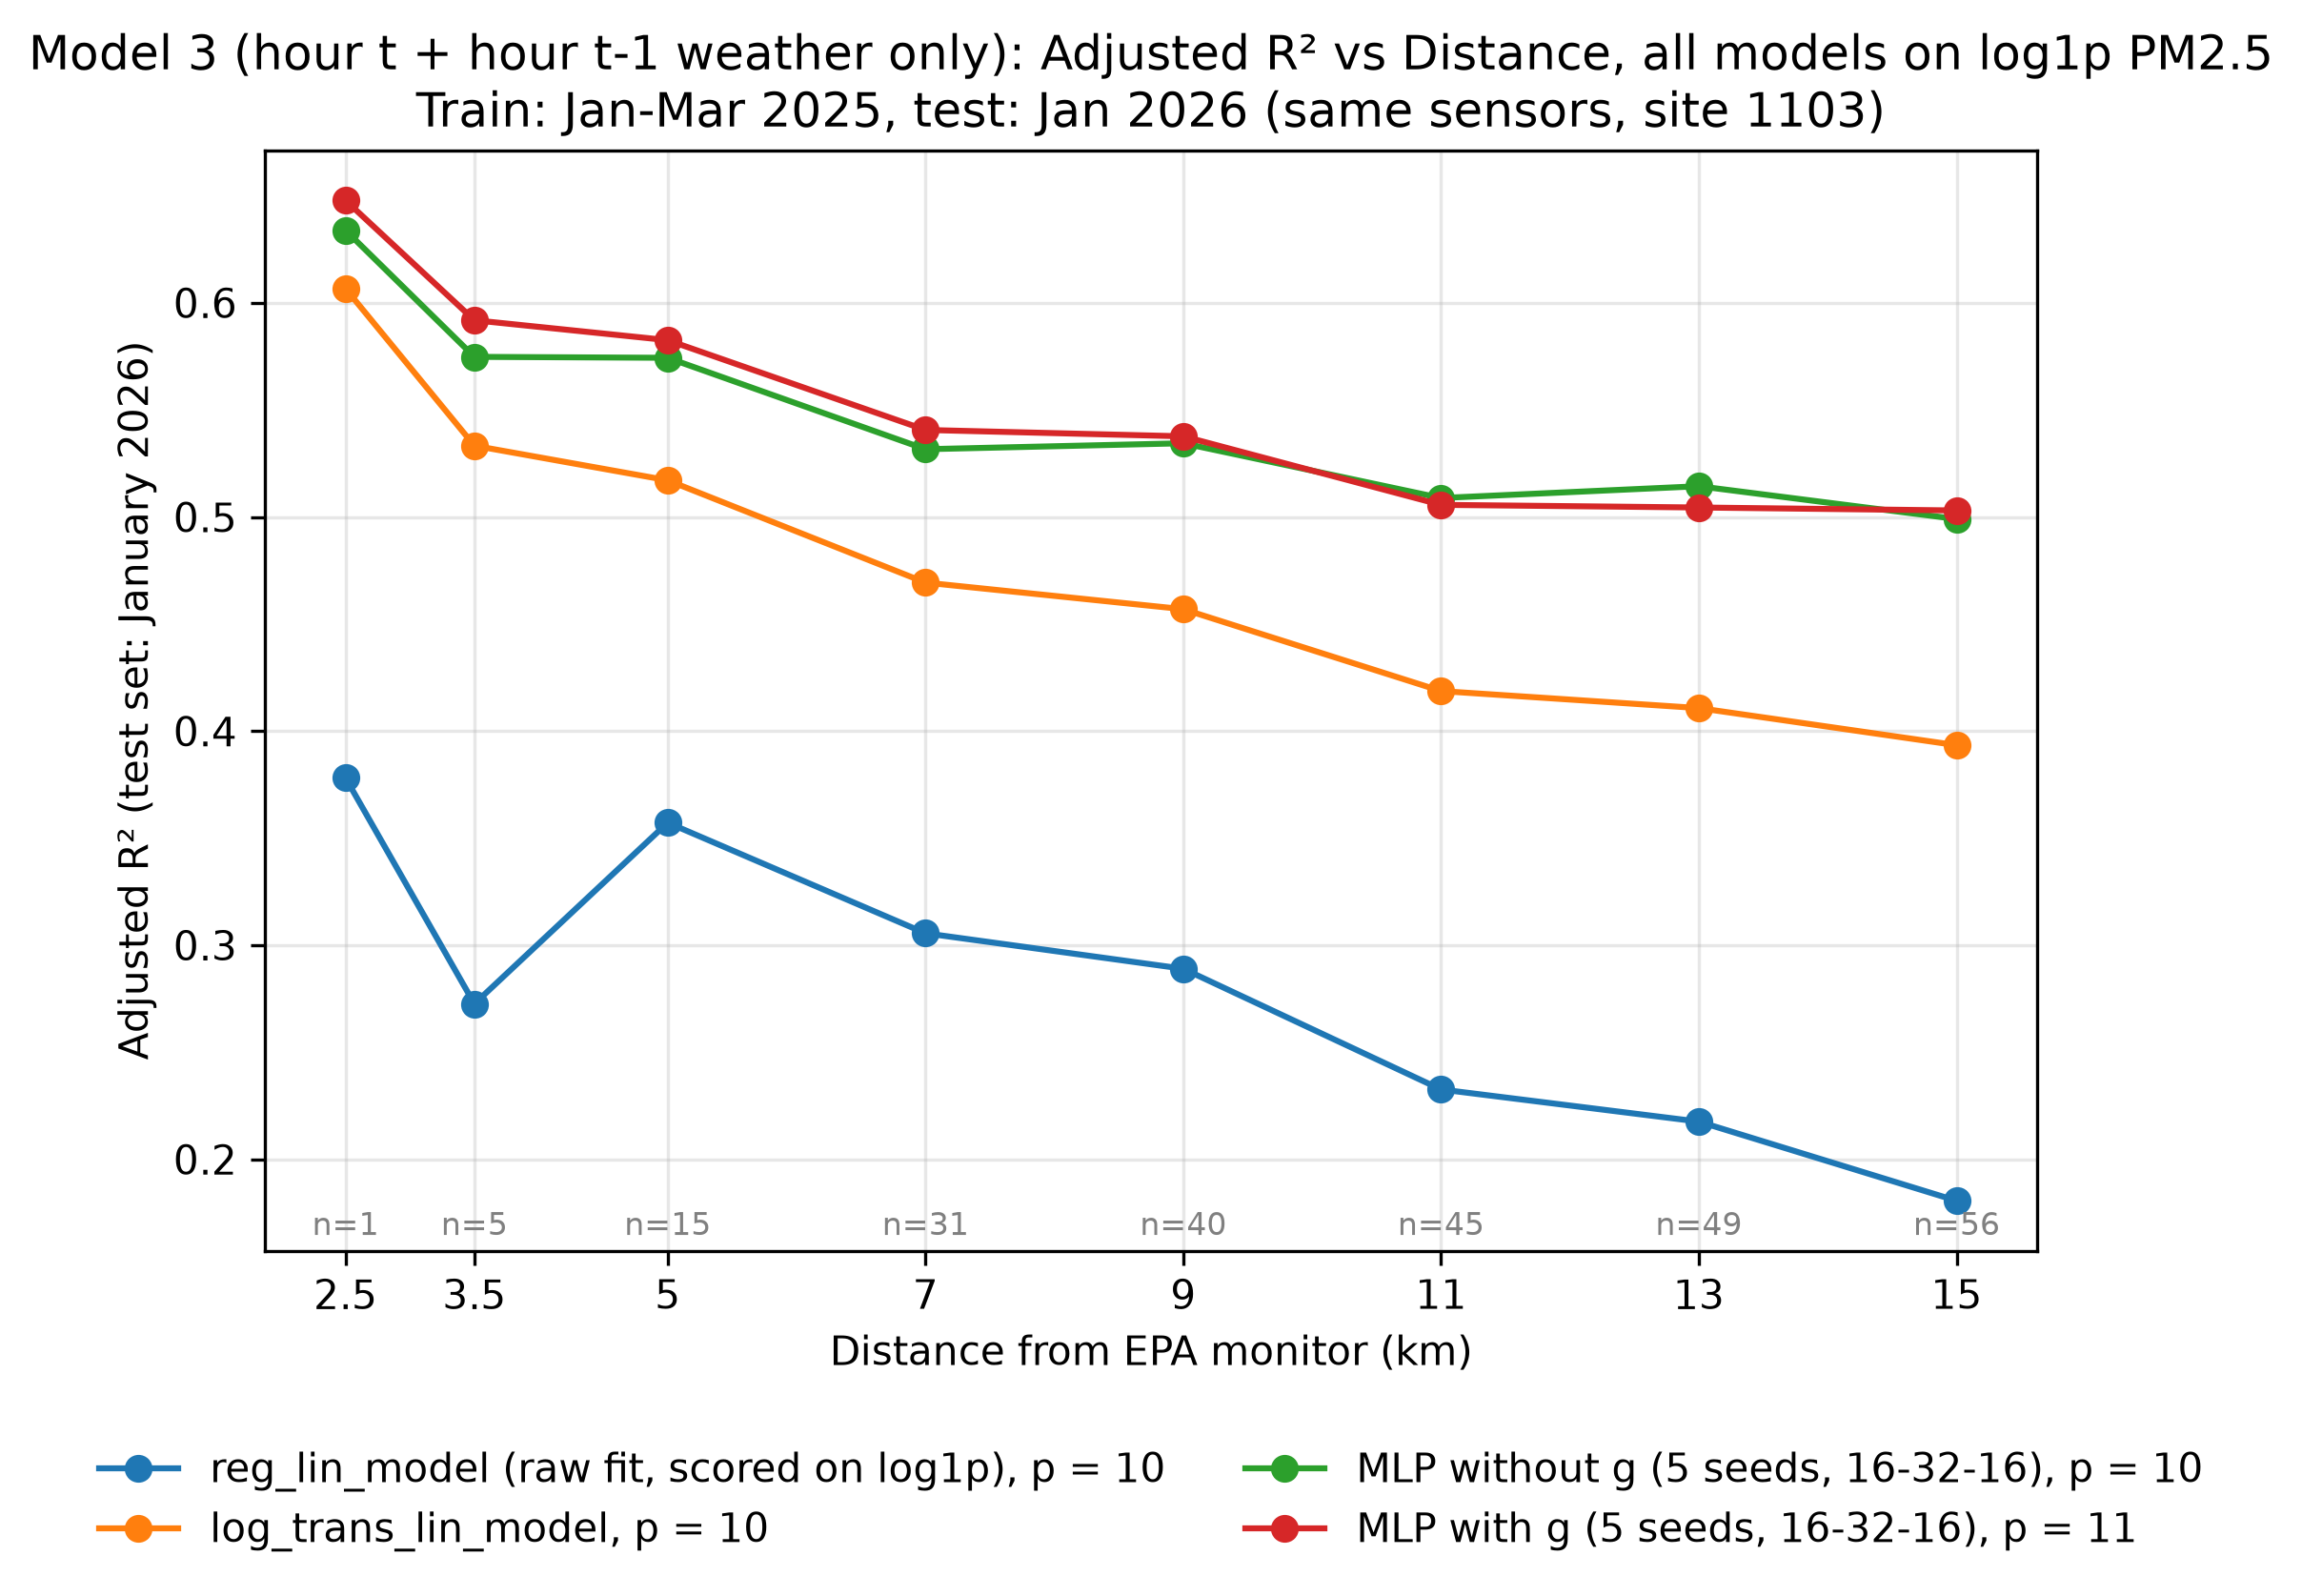 Model 3 (hour t + hour t-1 weather only): Adjusted R² vs Distance, all models on log1p PM2.5
Train: Jan-Mar 2025, test: Jan 2026 (same sensors, site 1103)
Adjusted R² (test set: January 2026)
0.6
0.5
0.4
0.3
0.2
n=1
n=5
n=15
n=31
n=40
n=45
n=49
n=56
2.5
3.5
5
7
9
11
13
15
Distance from EPA monitor (km)
reg_lin_model (raw fit, scored on log1p), p = 10
log_trans_lin_model, p = 10
MLP without g (5 seeds, 16-32-16), p = 10
MLP with g (5 seeds, 16-32-16), p = 11